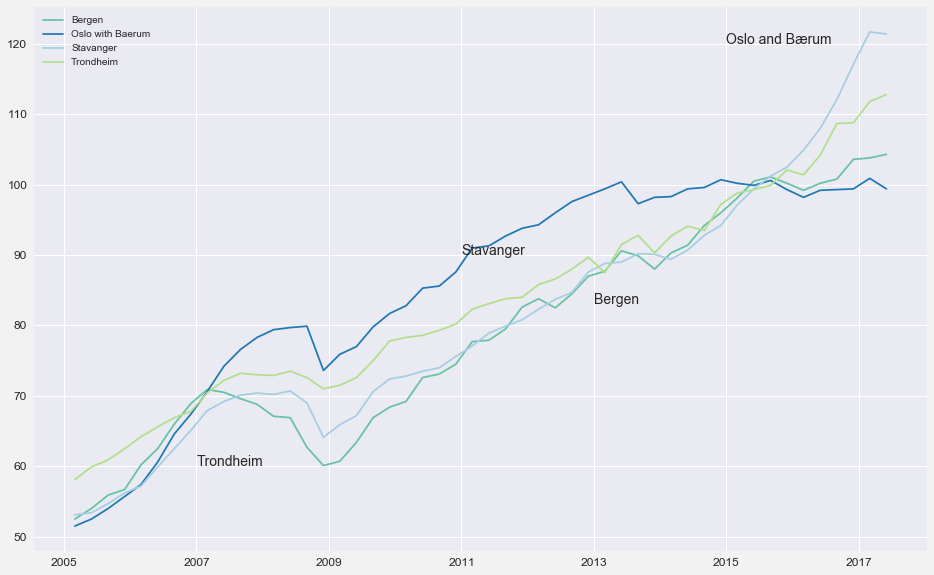 Bergen
Oslo with Baerum
Stavanger
Trondheim
Oslo and Bærum
Stavanger
Bergen
Trondheim
120
110
100
90
80
70
60
50
2005
2007
2009
2011
2013
2015
2017